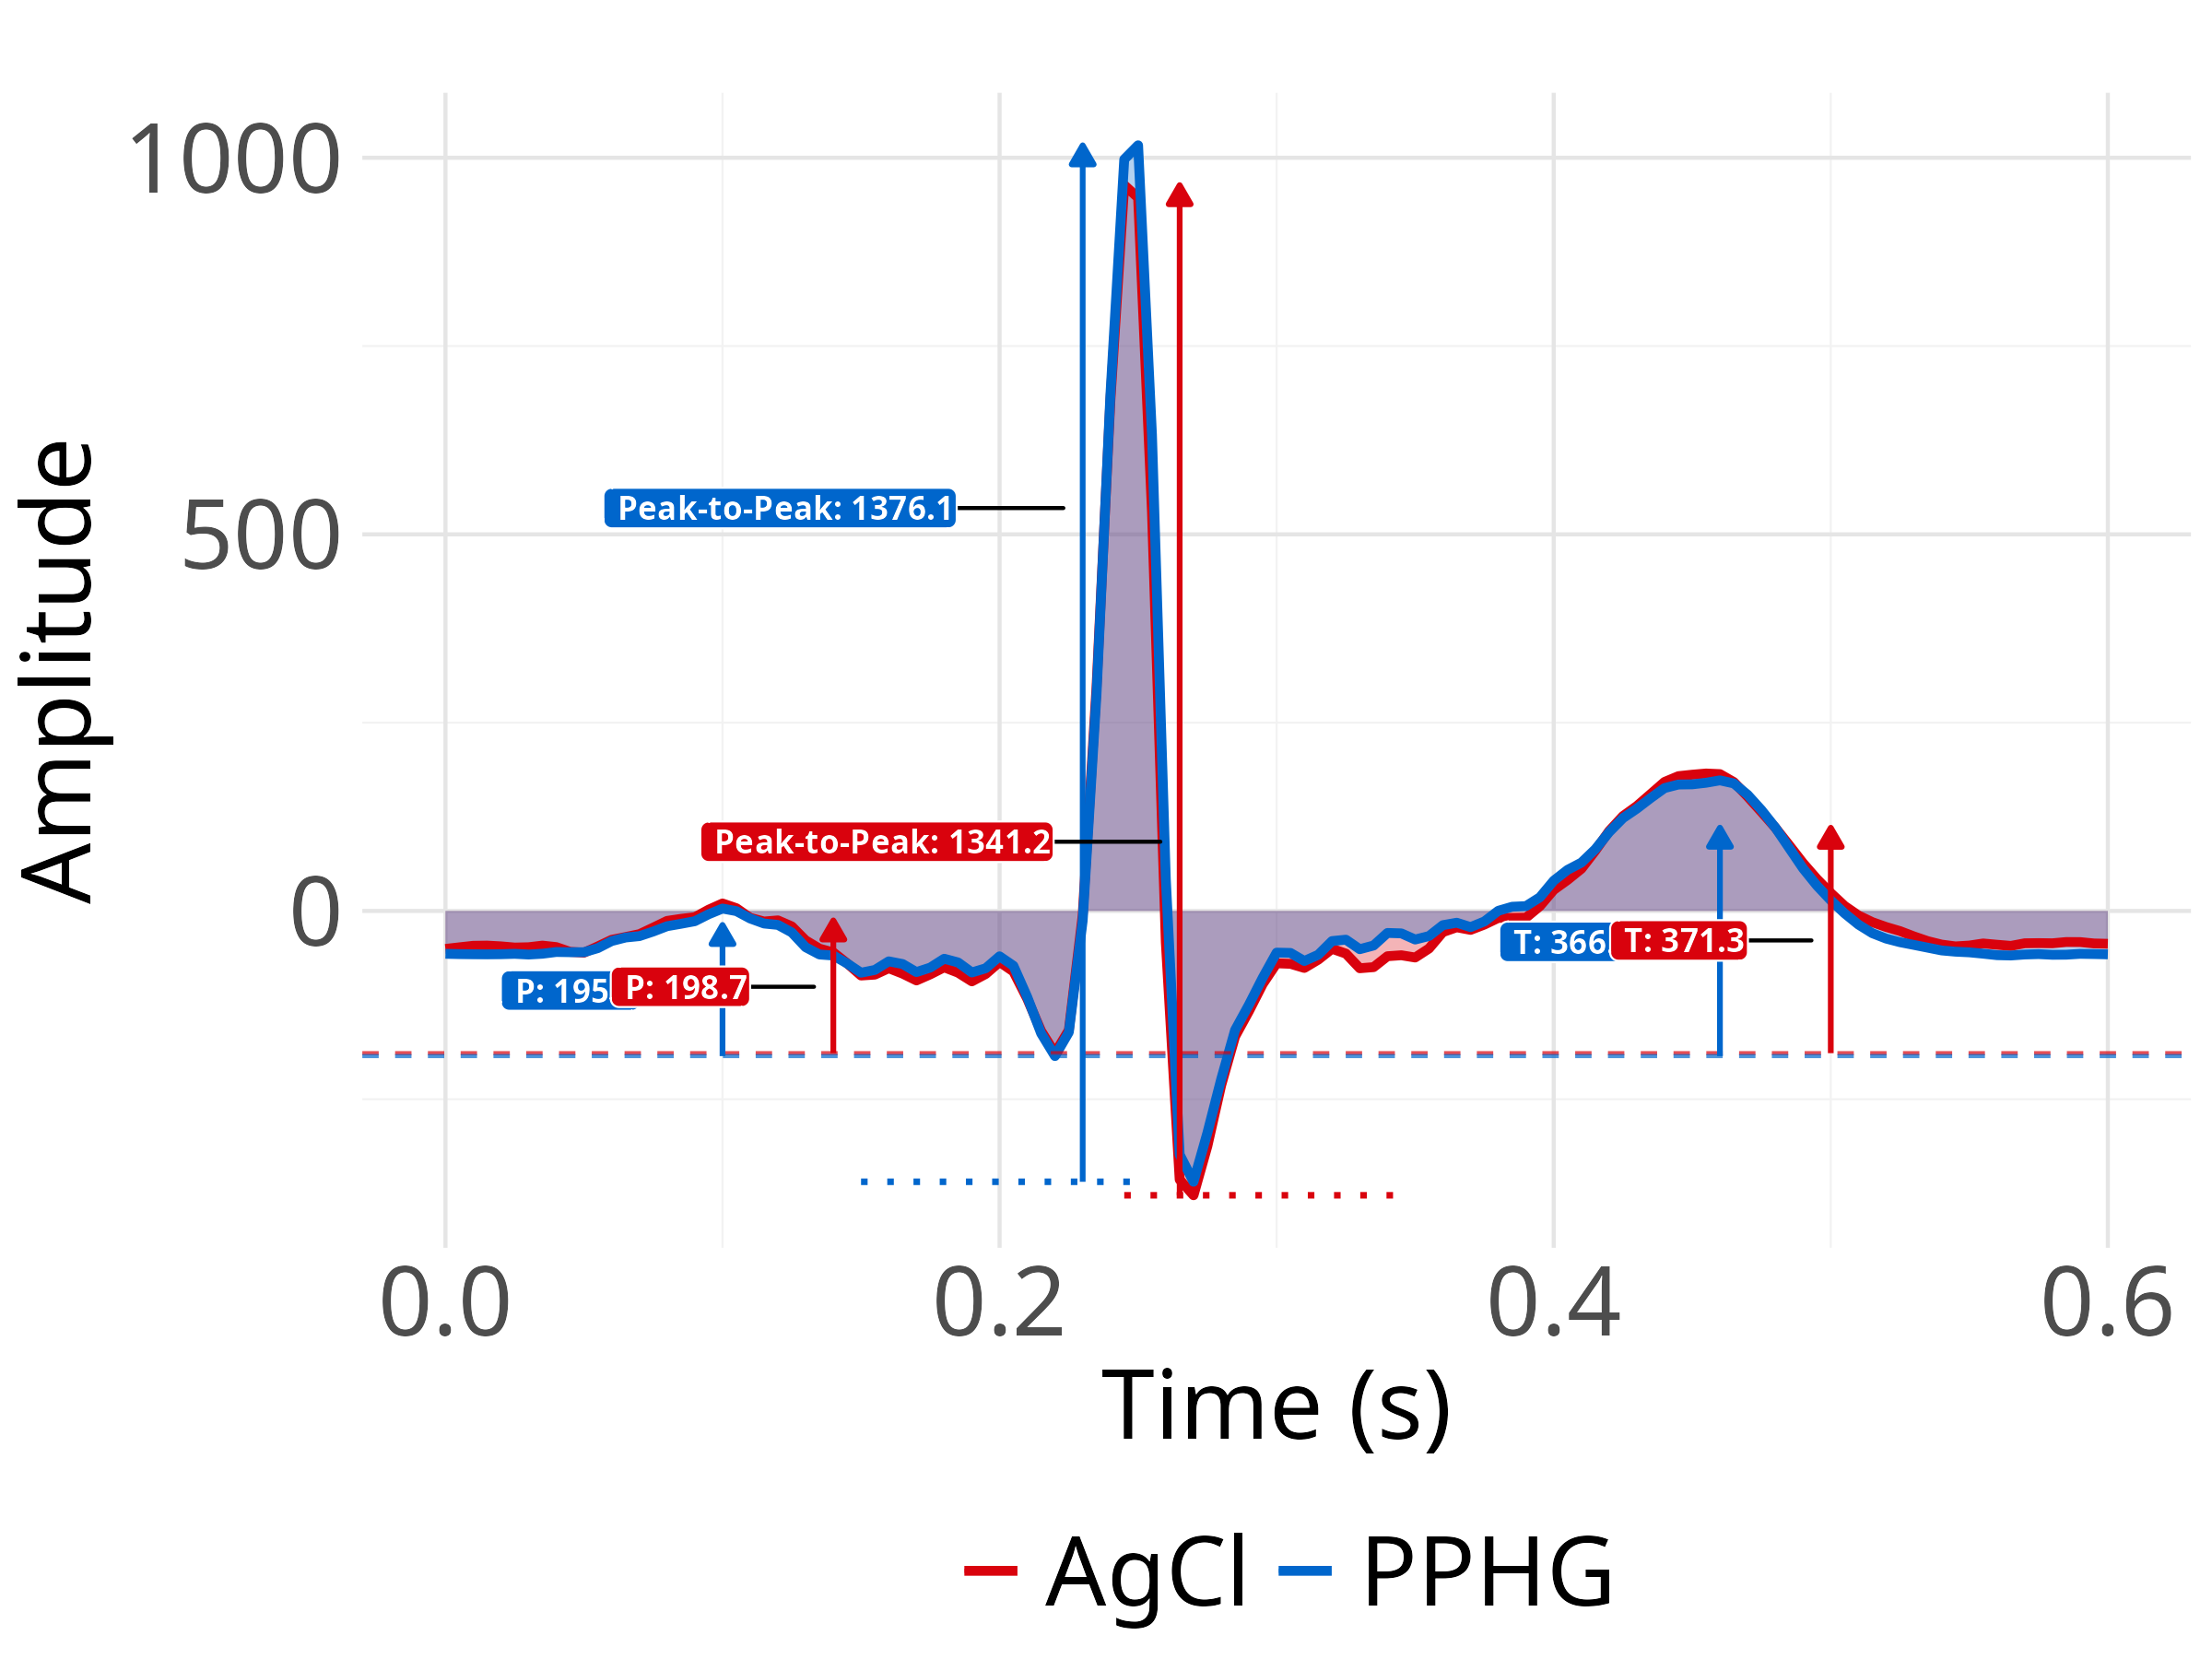 1000
500
0
Amplitude
Peak-to-Peak: 1376.1
Peak-to-Peak: 1341.2
P: 195
P: 198.7
T: 366
T: 371.3
0.0
0.2
0.4
0.6
Time (s)
AgCl
PPHG